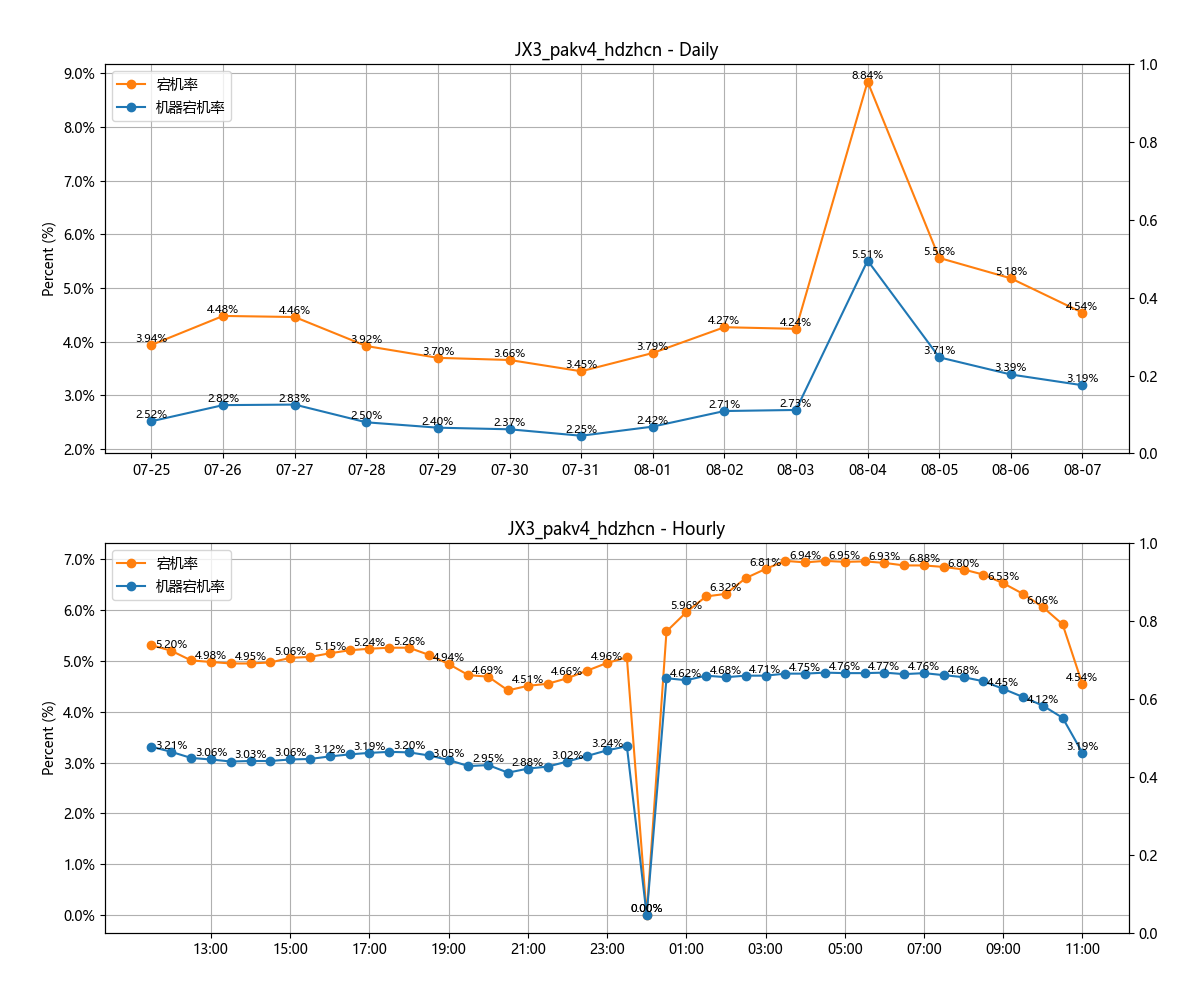 JX3_pakv4_hdzhcn - Daily
宕机率
机器宕机率
Percent (%)
9.0%
8.0%
7.0%
6.0%
5.0%
4.0%
3.0%
2.0%
1.0
0.8
0.6
0.4
0.2
0.0
3.94% 4.48% 4.46% 3.92% 3.70% 3.66% 3.45% 3.79% 4.27% 4.24% 8.84% 5.56% 5.18% 4.54%
2.52% 2.82% 2.83% 2.50% 2.40% 2.37% 2.25% 2.42% 2.71% 2.73% 5.51% 3.71% 3.39% 3.19%
07-25 07-26 07-27 07-28 07-29 07-30 07-31 08-01 08-02 08-03 08-04 08-05 08-06 08-07
JX3_pakv4_hdzhcn - Hourly
宕机率
机器宕机率
Percent (%)
7.0%
6.0%
5.0%
4.0%
3.0%
2.0%
1.0%
0.0%
1.0
0.8
0.6
0.4
0.2
0.0
5.20% 4.98% 4.95% 5.06% 5.15% 5.24% 5.26% 4.94% 4.69% 4.51% 4.66% 4.96% 0.00% 5.96% 6.32% 6.81% 6.94% 6.95% 6.93% 6.88% 6.80% 6.53% 6.06% 4.54%
3.21% 3.06% 3.03% 3.06% 3.12% 3.19% 3.20% 3.05% 2.95% 2.88% 3.02% 3.24% 0.00% 4.62% 4.68% 4.71% 4.75% 4.76% 4.77% 4.76% 4.68% 4.45% 4.12% 3.19%
13:00 15:00 17:00 19:00 21:00 23:00 01:00 03:00 05:00 07:00 09:00 11:00